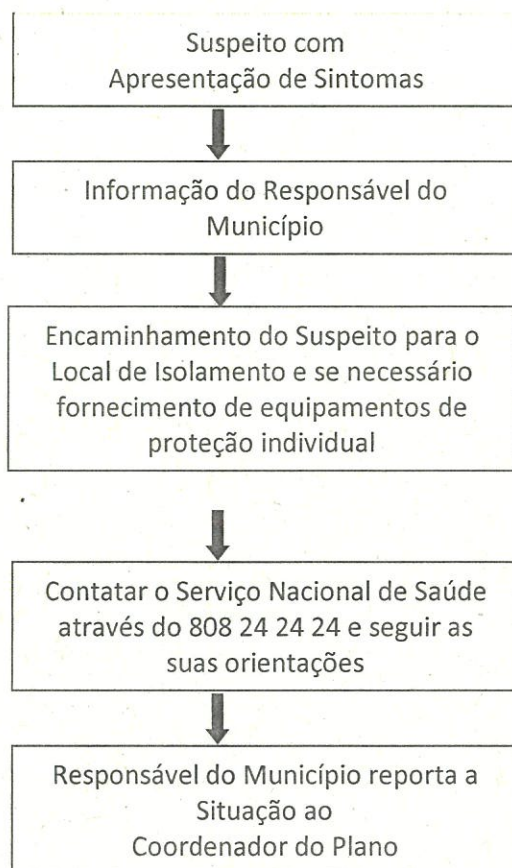 Suspeito com
Apresentação de Sintomas
Informação do Responsável do
Município
Encaminhamento do Suspeito para o
Local de Isolamento e se necessário
fornecimento de equipamentos de
proteção individual
Contatar o Serviço Nacional de Saúde
através do 808 24 24 24 e seguir as
suas orientações
Responsável do Município reporta a
Situação ao
Coordenador do Plano